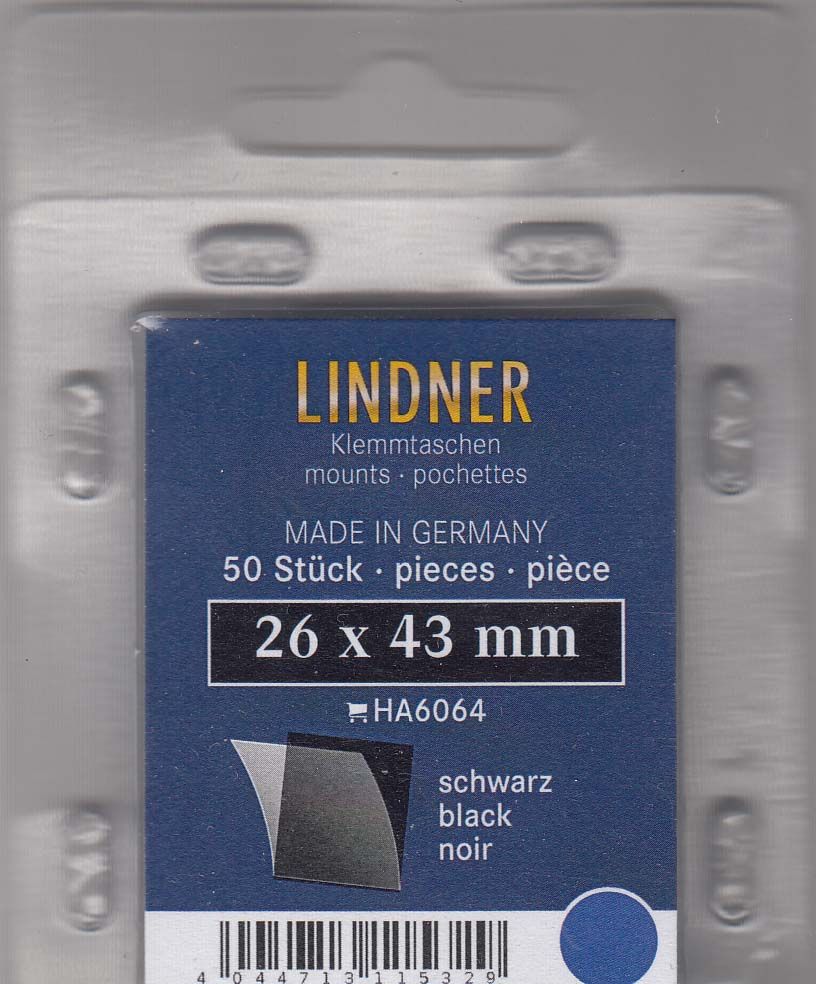 LINDNER
Klemmtaschen
mounts · pochettes
MADE IN GERMANY
50 Stück · pieces · pièce
26 x 43 mm
HA6064
schwarz
black
noir
4 044713 115329